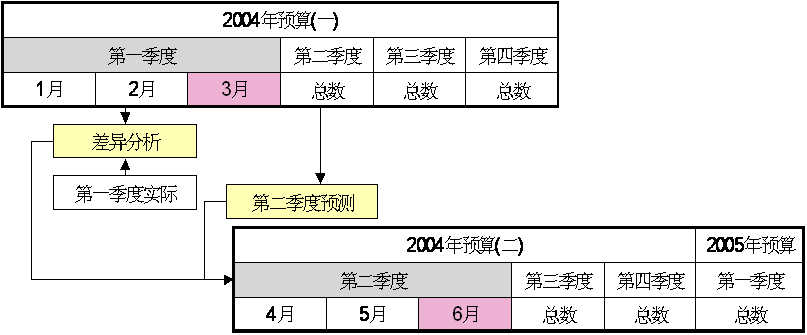 2004年预算(一)
第一季度 第二季度 第三季度 第四季度
1月 2月 3月 总数 总数 总数
差异分析
第一季度实际
第二季度预测
2004年预算(二) 2005年预算
第二季度 第三季度 第四季度 第一季度
4月 5月 6月 总数 总数 总数